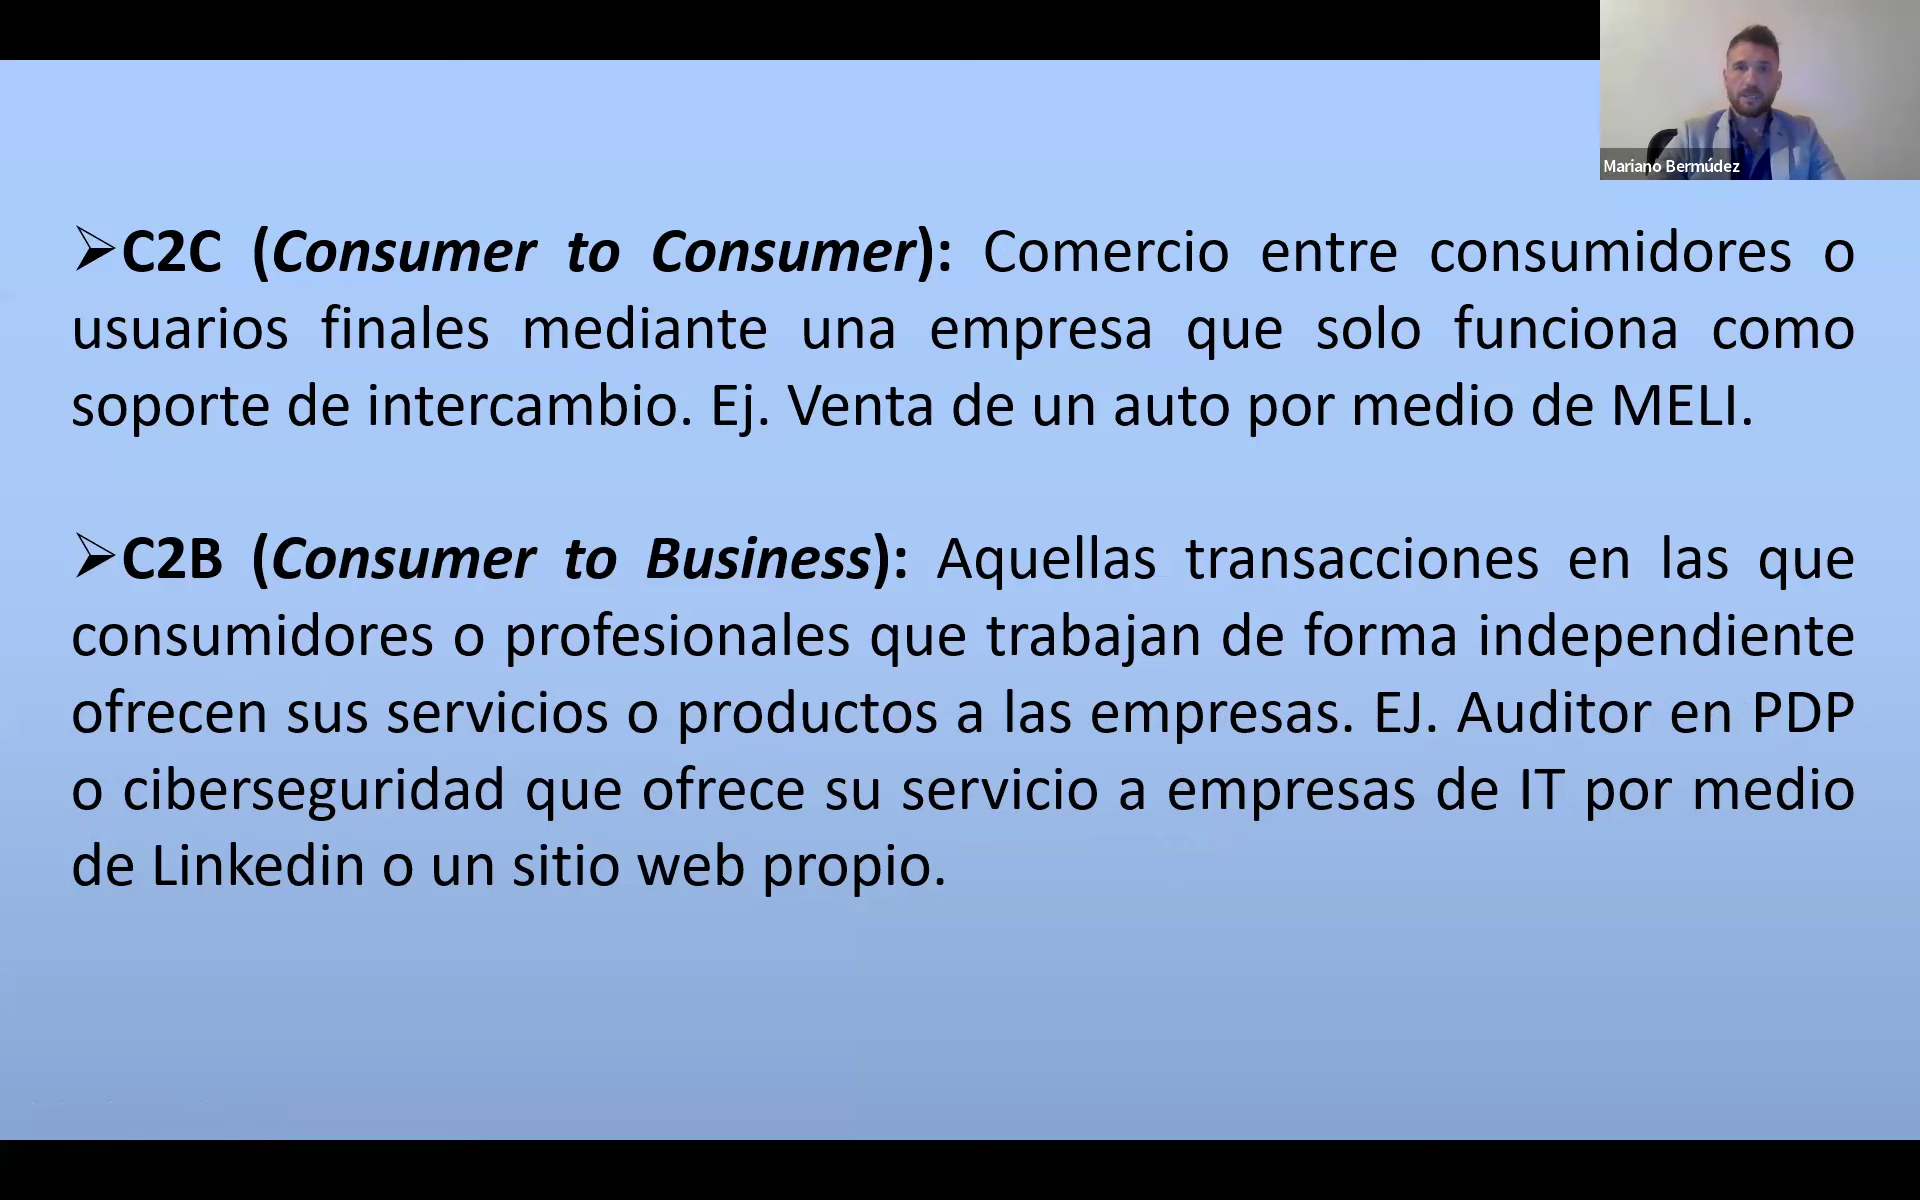 Mariano Bermúdez
➢C2C (Consumer to Consumer): Comercio entre consumidores o
usuarios finales mediante una empresa que solo funciona como
soporte de intercambio. Ej. Venta de un auto por medio de MELI.
➢C2B (Consumer to Business): Aquellas transacciones en las que
consumidores o profesionales que trabajan de forma independiente
ofrecen sus servicios o productos a las empresas. EJ. Auditor en PDP
o ciberseguridad que ofrece su servicio a empresas de IT por medio
de Linkedin o un sitio web propio.